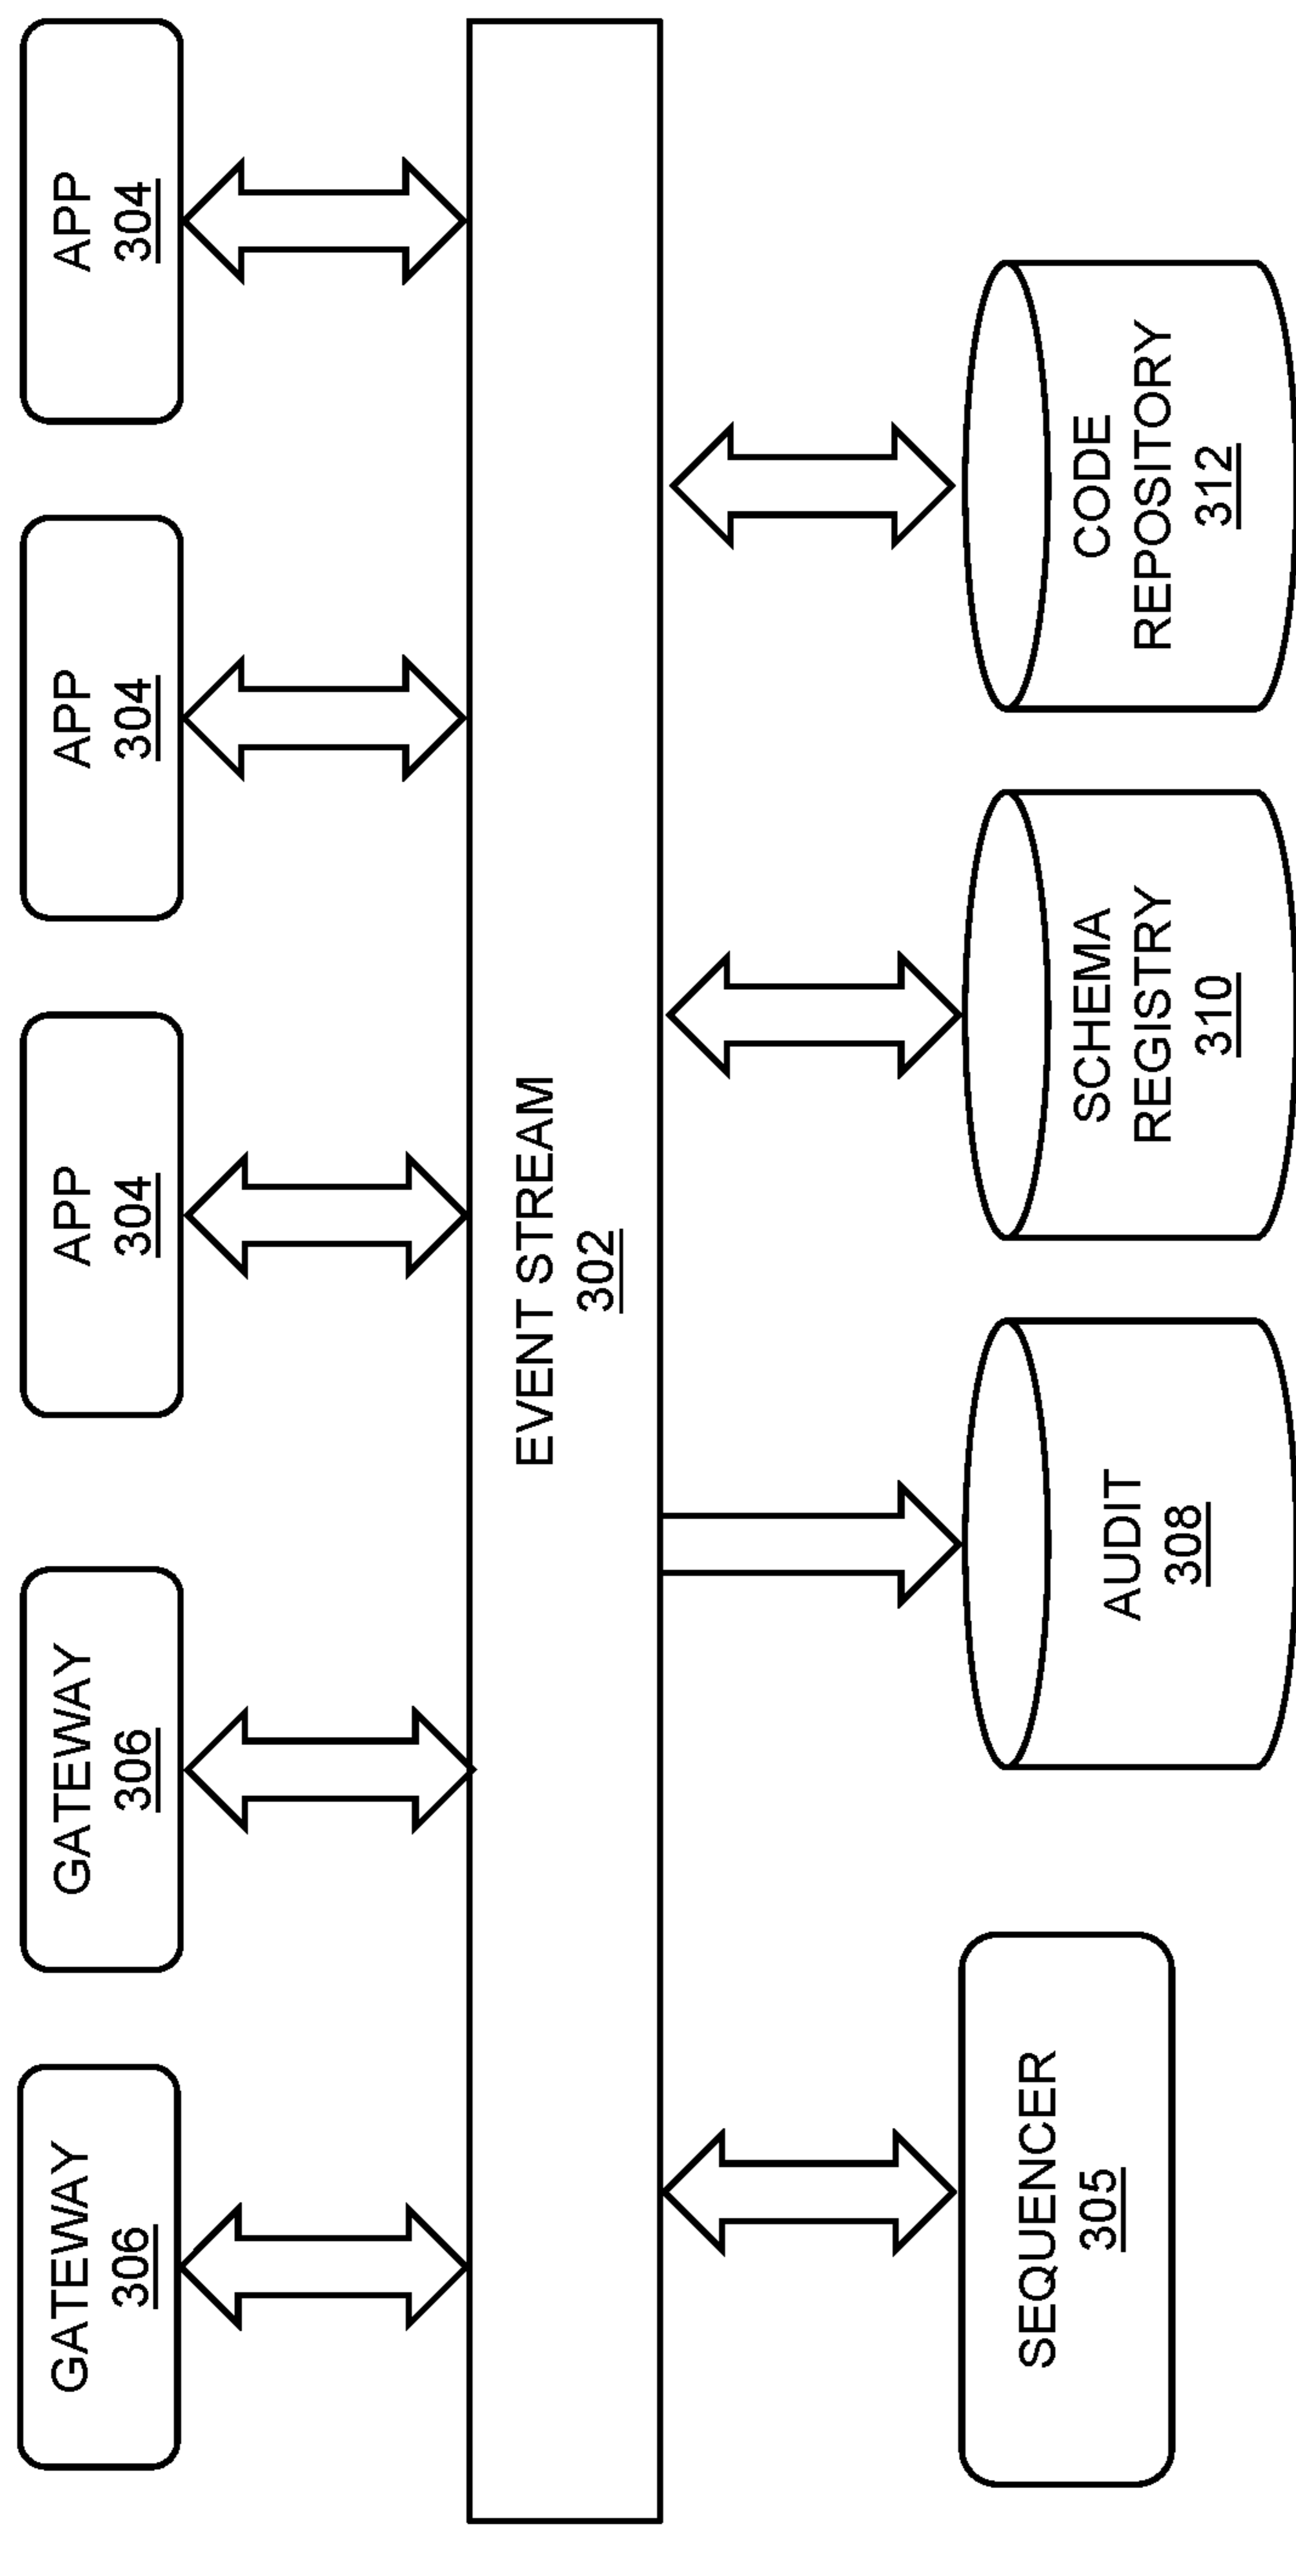 GATEWAY
306
GATEWAY
306
APP
304
APP
304
APP
304
EVENT STREAM
302
SEQUENCER
305
AUDIT
308
SCHEMA
REGISTRY
310
CODE
REPOSITORY
312